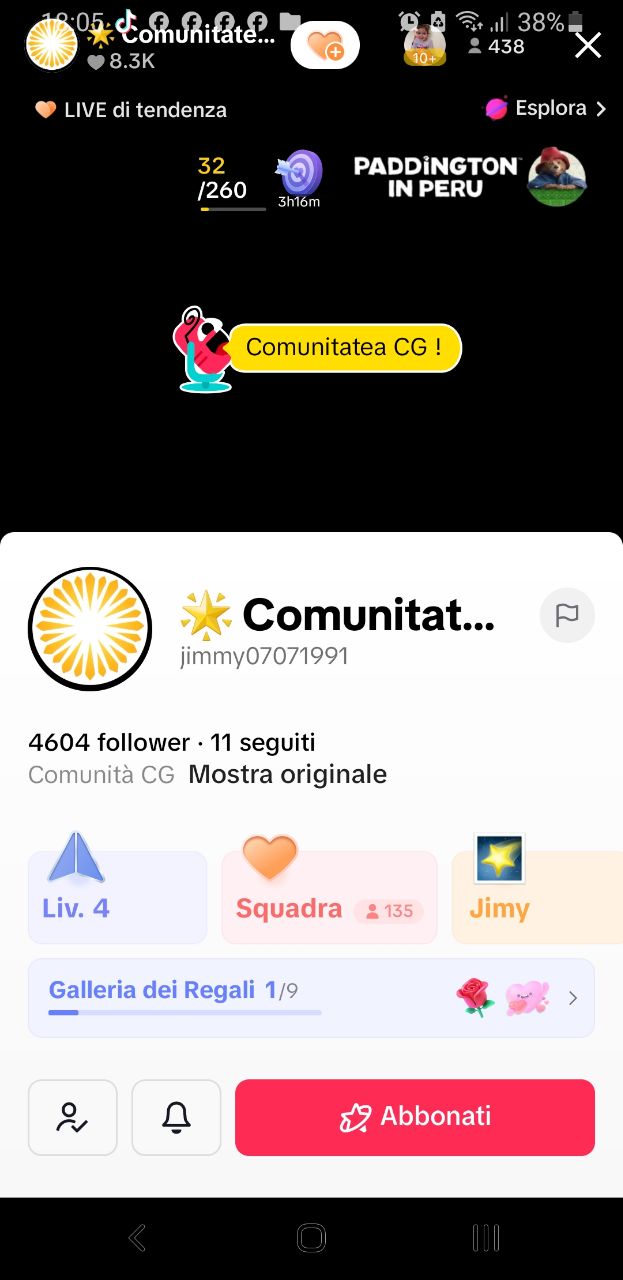 18:05
38%
Comunitate...
8.3K
10+
438
LIVE di tendenza
Esplora
32
/260
3h16m
PADDINGTON
IN PERU
Comunitatea CG !
Comunitat...
jimmy07071991
4604 follower · 11 seguiti
Comunità CG Mostra originale
Liv. 4
Squadra 135
Jimy
Galleria dei Regali 1/9
Abbonati